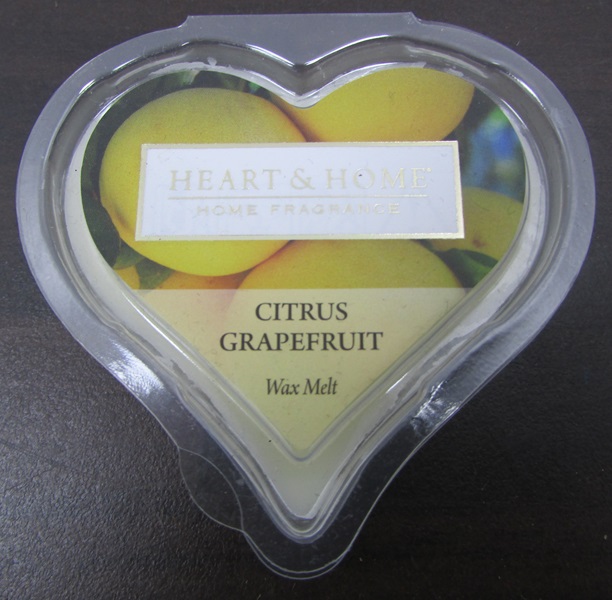 HEART & HOME
HOME FRAGRANCE
CITRUS
GRAPEFRUIT
Wax Melt